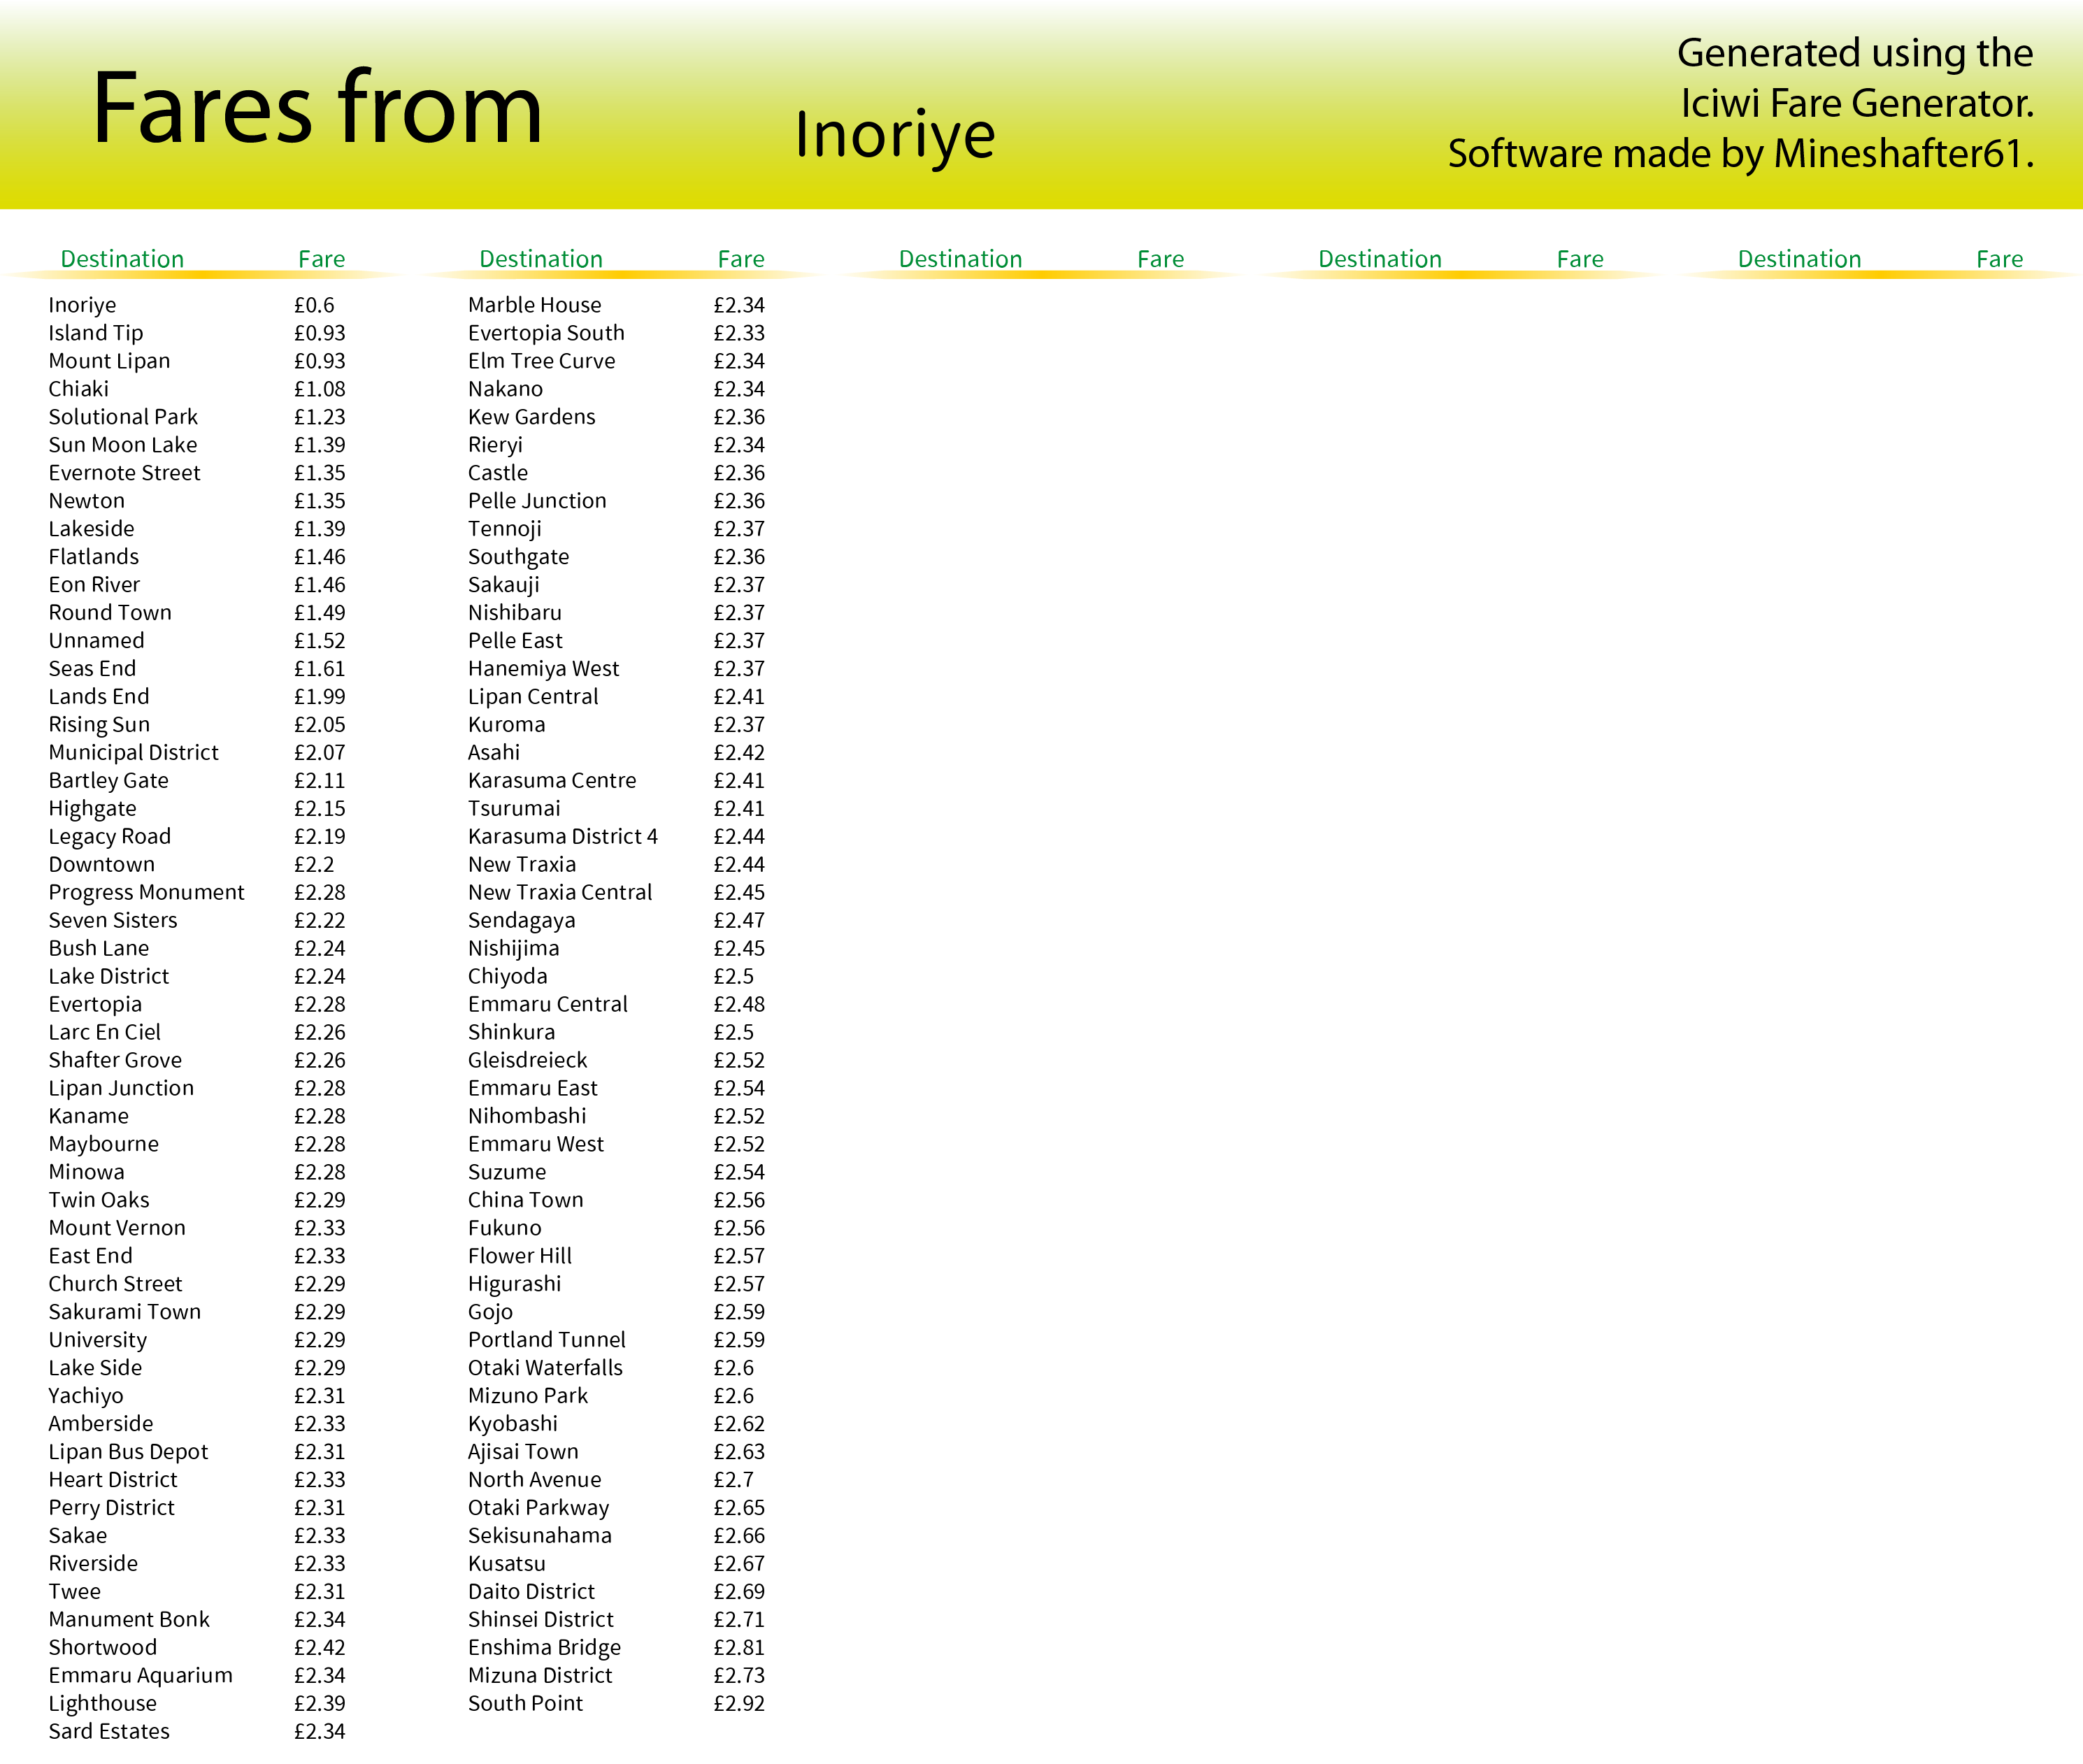 Fares from
Inoriye
Generated using the
Iciwi Fare Generator.
Software made by Mineshafter61.
Destination Fare
Inoriye £0.6
Island Tip £0.93
Mount Lipan £0.93
Chiaki £1.08
Solutional Park £1.23
Sun Moon Lake £1.39
Evernote Street £1.35
Newton £1.35
Lakeside £1.39
Flatlands £1.46
Eon River £1.46
Round Town £1.49
Unnamed £1.52
Seas End £1.61
Lands End £1.99
Rising Sun £2.05
Municipal District £2.07
Bartley Gate £2.11
Highgate £2.15
Legacy Road £2.19
Downtown £2.2
Progress Monument £2.28
Seven Sisters £2.22
Bush Lane £2.24
Lake District £2.24
Evertopia £2.28
Larc En Ciel £2.26
Shafter Grove £2.26
Lipan Junction £2.28
Kaname £2.28
Maybourne £2.28
Minowa £2.28
Twin Oaks £2.29
Mount Vernon £2.33
East End £2.33
Church Street £2.29
Sakurami Town £2.29
University £2.29
Lake Side £2.29
Yachiyo £2.31
Amberside £2.33
Lipan Bus Depot £2.31
Heart District £2.33
Perry District £2.31
Sakae £2.33
Riverside £2.33
Twee £2.31
Manument Bonk £2.34
Shortwood £2.42
Emmaru Aquarium £2.34
Lighthouse £2.39
Sard Estates £2.34
Destination Fare
Marble House £2.34
Evertopia South £2.33
Elm Tree Curve £2.34
Nakano £2.34
Kew Gardens £2.36
Rieryi £2.34
Castle £2.36
Pelle Junction £2.36
Tennoji £2.37
Southgate £2.36
Sakauji £2.37
Nishibaru £2.37
Pelle East £2.37
Hanemiya West £2.37
Lipan Central £2.41
Kuroma £2.37
Asahi £2.42
Karasuma Centre £2.41
Tsurumai £2.41
Karasuma District 4 £2.44
New Traxia £2.44
New Traxia Central £2.45
Sendagaya £2.47
Nishijima £2.45
Chiyoda £2.5
Emmaru Central £2.48
Shinkura £2.5
Gleisdreieck £2.52
Emmaru East £2.54
Nihombashi £2.52
Emmaru West £2.52
Suzume £2.54
China Town £2.56
Fukuno £2.56
Flower Hill £2.57
Higurashi £2.57
Gojo £2.59
Portland Tunnel £2.59
Otaki Waterfalls £2.6
Mizuno Park £2.6
Kyobashi £2.62
Ajisai Town £2.63
North Avenue £2.7
Otaki Parkway £2.65
Sekisunahama £2.66
Kusatsu £2.67
Daito District £2.69
Shinsei District £2.71
Enshima Bridge £2.81
Mizuna District £2.73
South Point £2.92
Destination Fare
Destination Fare
Destination Fare